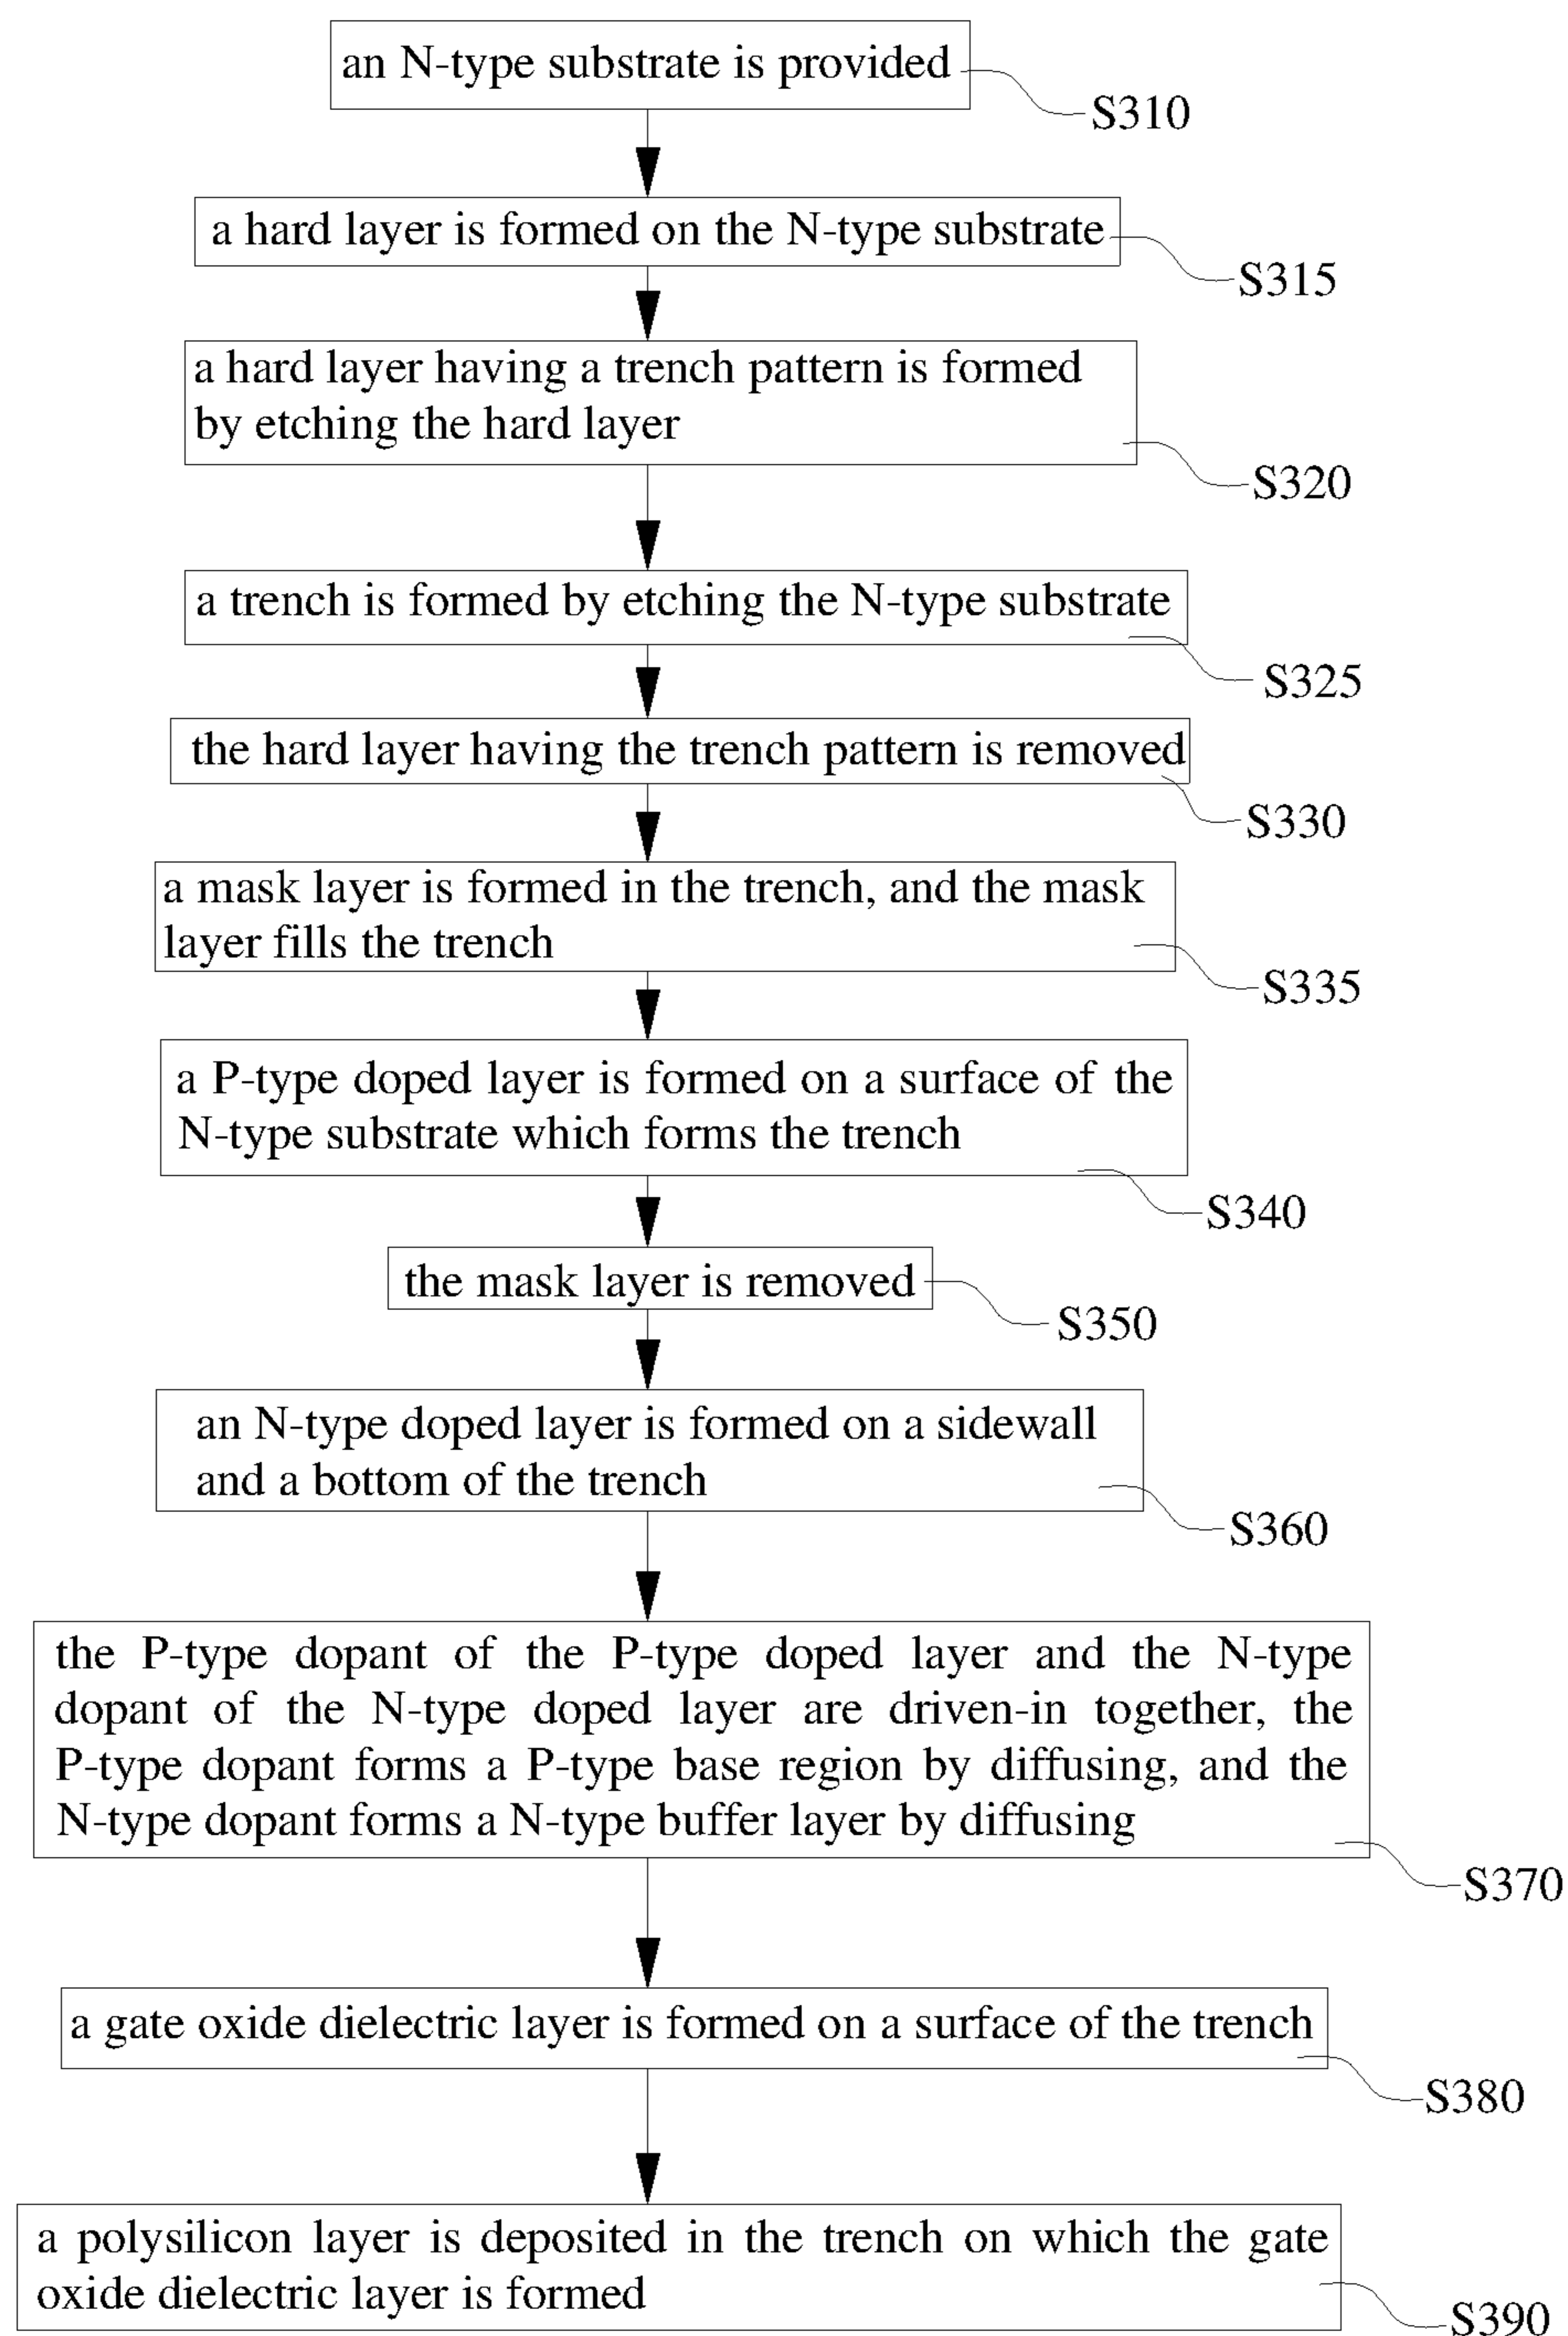 an N-type substrate is provided
S310
a hard layer is formed on the N-type substrate
S315
a hard layer having a trench pattern is formed
by etching the hard layer
S320
a trench is formed by etching the N-type substrate
S325
the hard layer having the trench pattern is removed
S330
a mask layer is formed in the trench, and the mask
layer fills the trench
S335
a P-type doped layer is formed on a surface of the
N-type substrate which forms the trench
S340
the mask layer is removed
S350
an N-type doped layer is formed on a sidewall
and a bottom of the trench
S360
the P-type dopant of the P-type doped layer and the N-type
dopant of the N-type doped layer are driven-in together, the
P-type dopant forms a P-type base region by diffusing, and the
N-type dopant forms a N-type buffer layer by diffusing
S370
a gate oxide dielectric layer is formed on a surface of the trench
S380
a polysilicon layer is deposited in the trench on which the gate
oxide dielectric layer is formed
S390